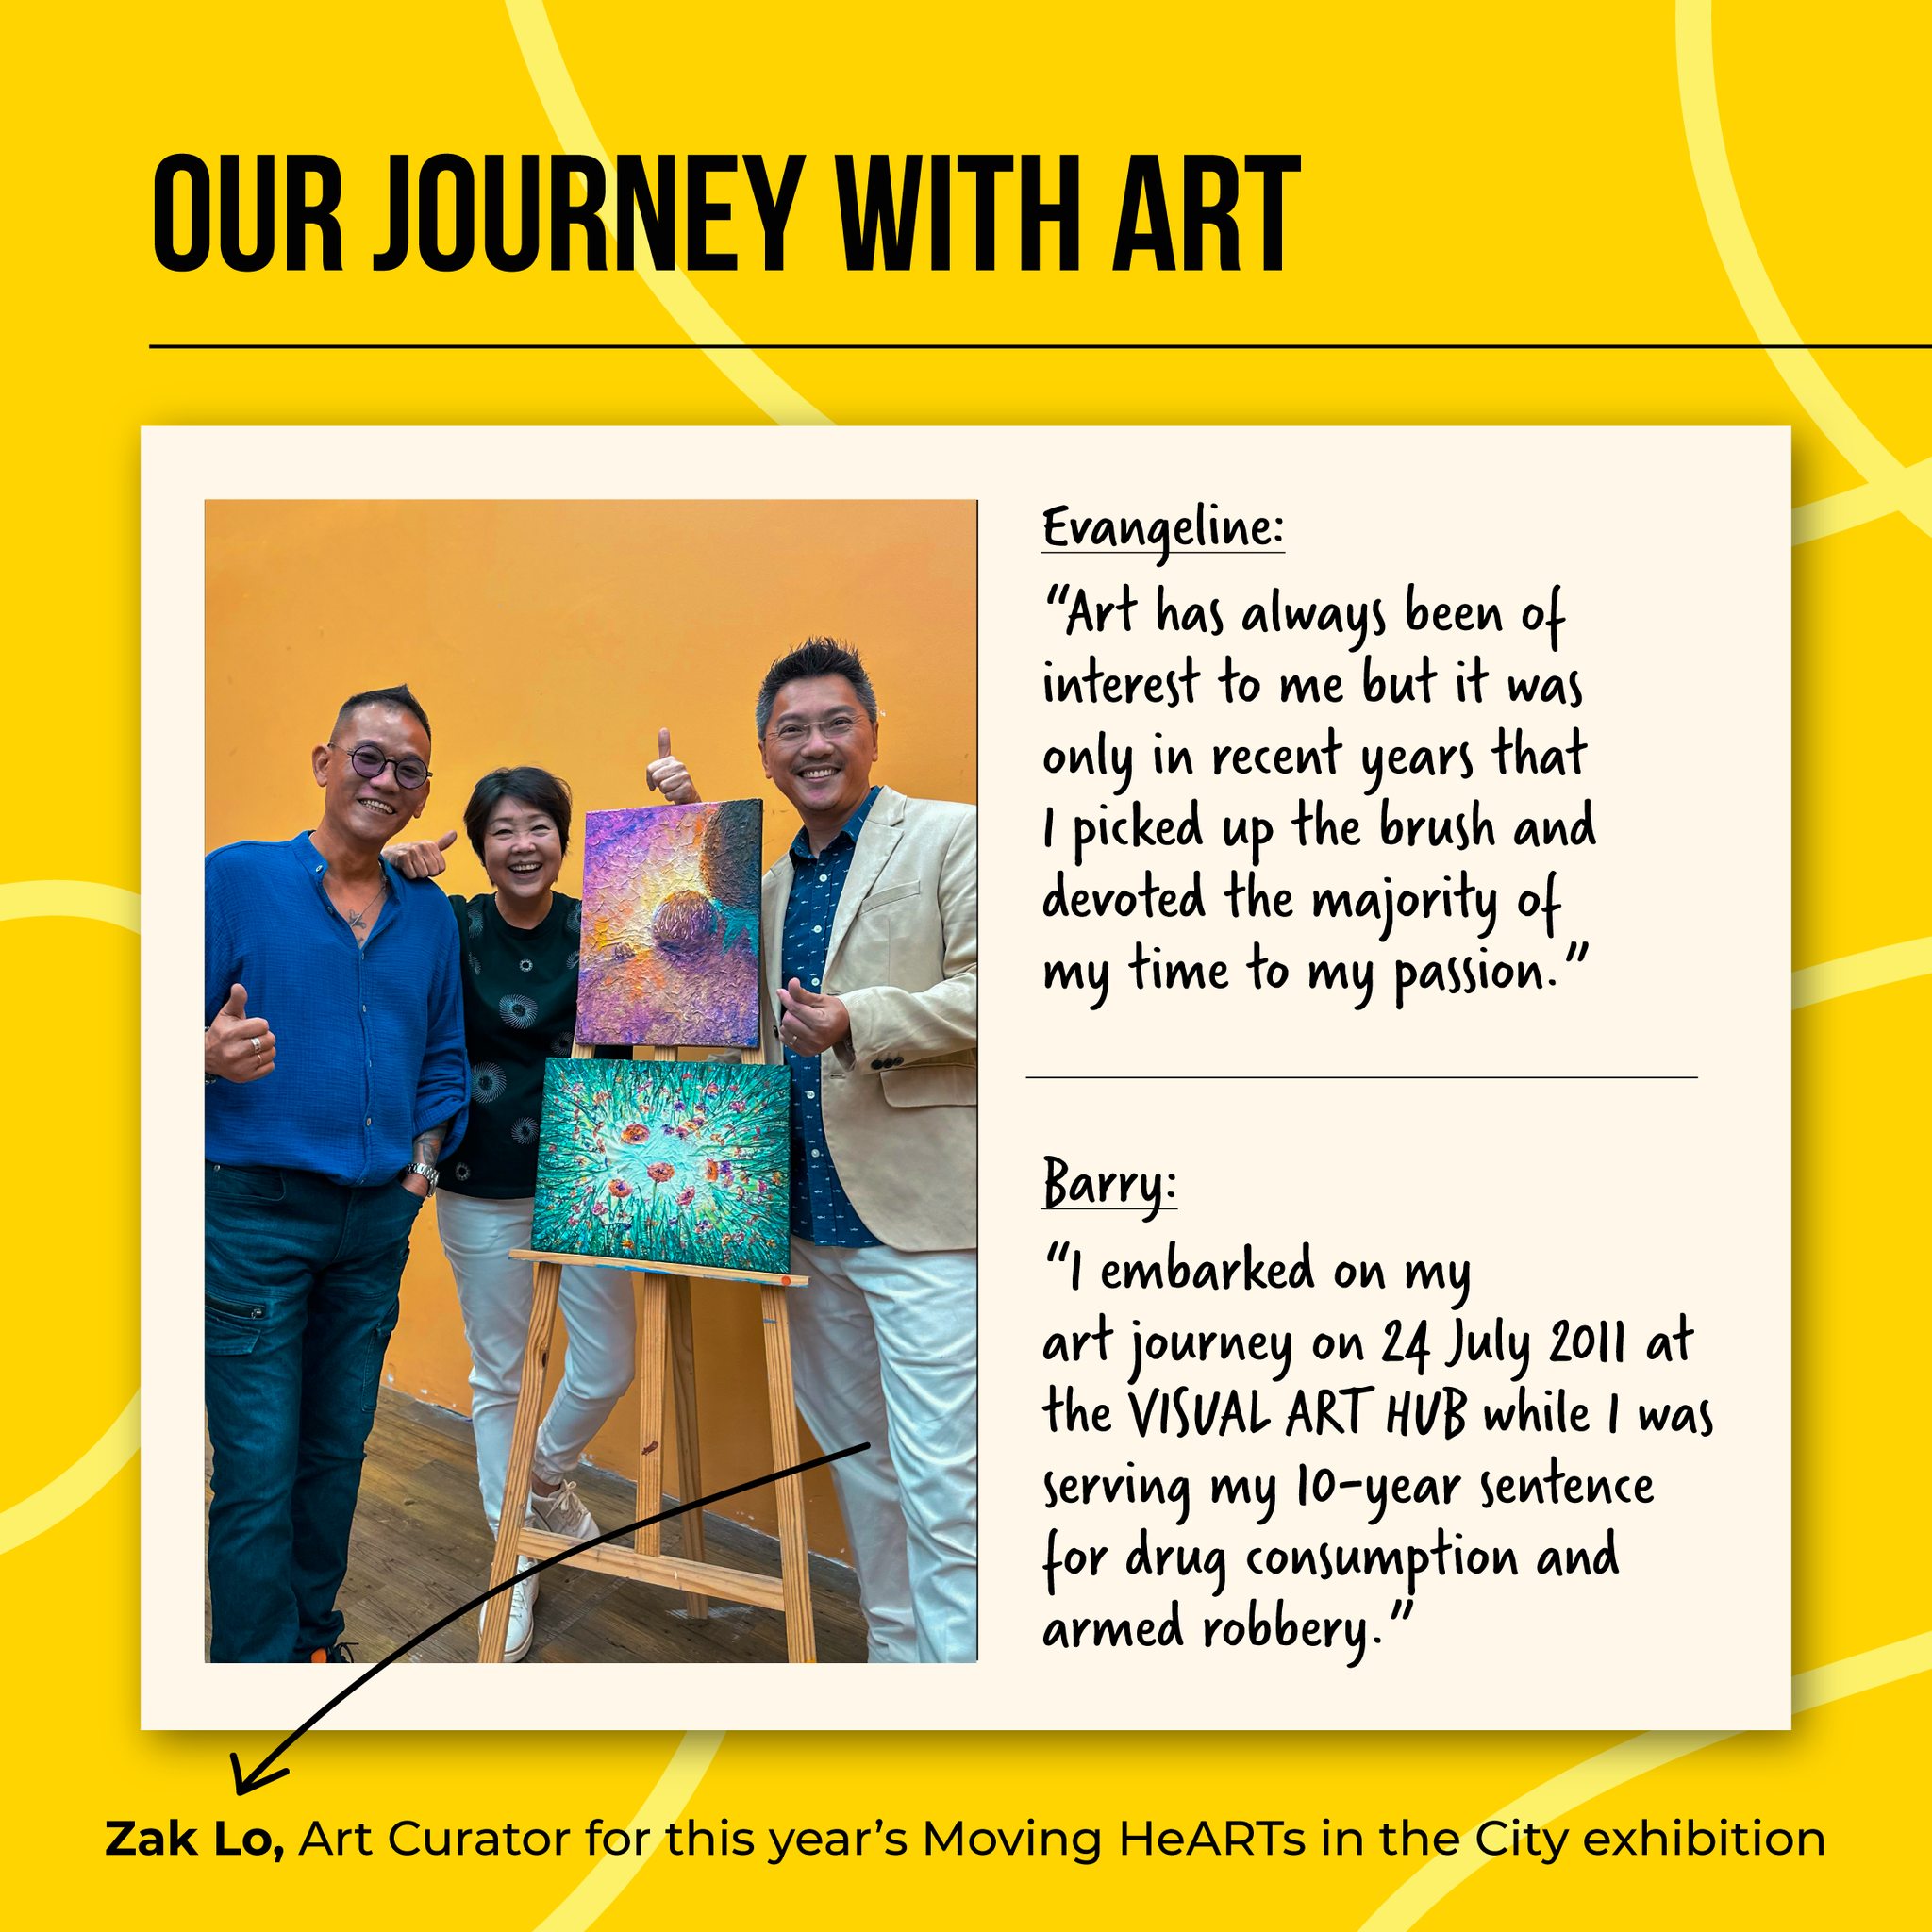 OUR JOURNEY WITH ART
Evangeline:
“Art has always been of
interest to me but it was
only in recent years that
I picked up the brush and
devoted the majority of
my time to my passion.”
Barry:
“I embarked on my
art journey on 24 July 2011 at
the VISUAL ART HUB while I was
serving my 10-year sentence
for drug consumption and
armed robbery.”
Zak Lo, Art Curator for this year’s Moving HeARTs in the City exhibition